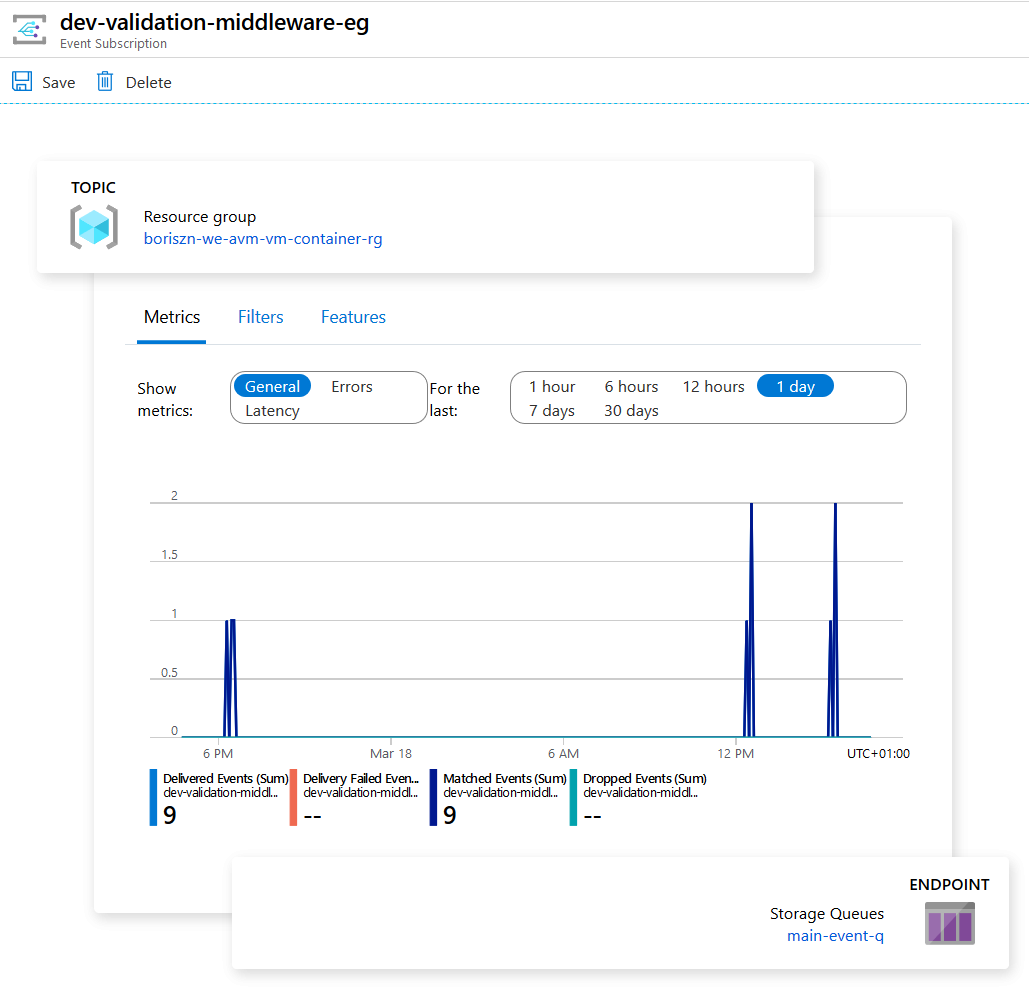 dev-validation-middleware-eg
Event Subscription
Save
Delete
TOPIC
Resource group
boriszn-we-avm-vm-container-rg
Metrics
Filters
Features
Show metrics:
General
Errors
Latency
For the last:
1 hour
6 hours
12 hours
1 day
7 days
30 days
2
1.5
1
0.5
0
6 PM
Mar 18
6 AM
12 PM
UTC+01:00
Delivered Events (Sum)
dev-validation-middl...
9
Delivery Failed Even...
dev-validation-middl...
--
Matched Events (Sum)
dev-validation-middl...
9
Dropped Events (Sum)
dev-validation-middl...
--
ENDPOINT
Storage Queues
main-event-q